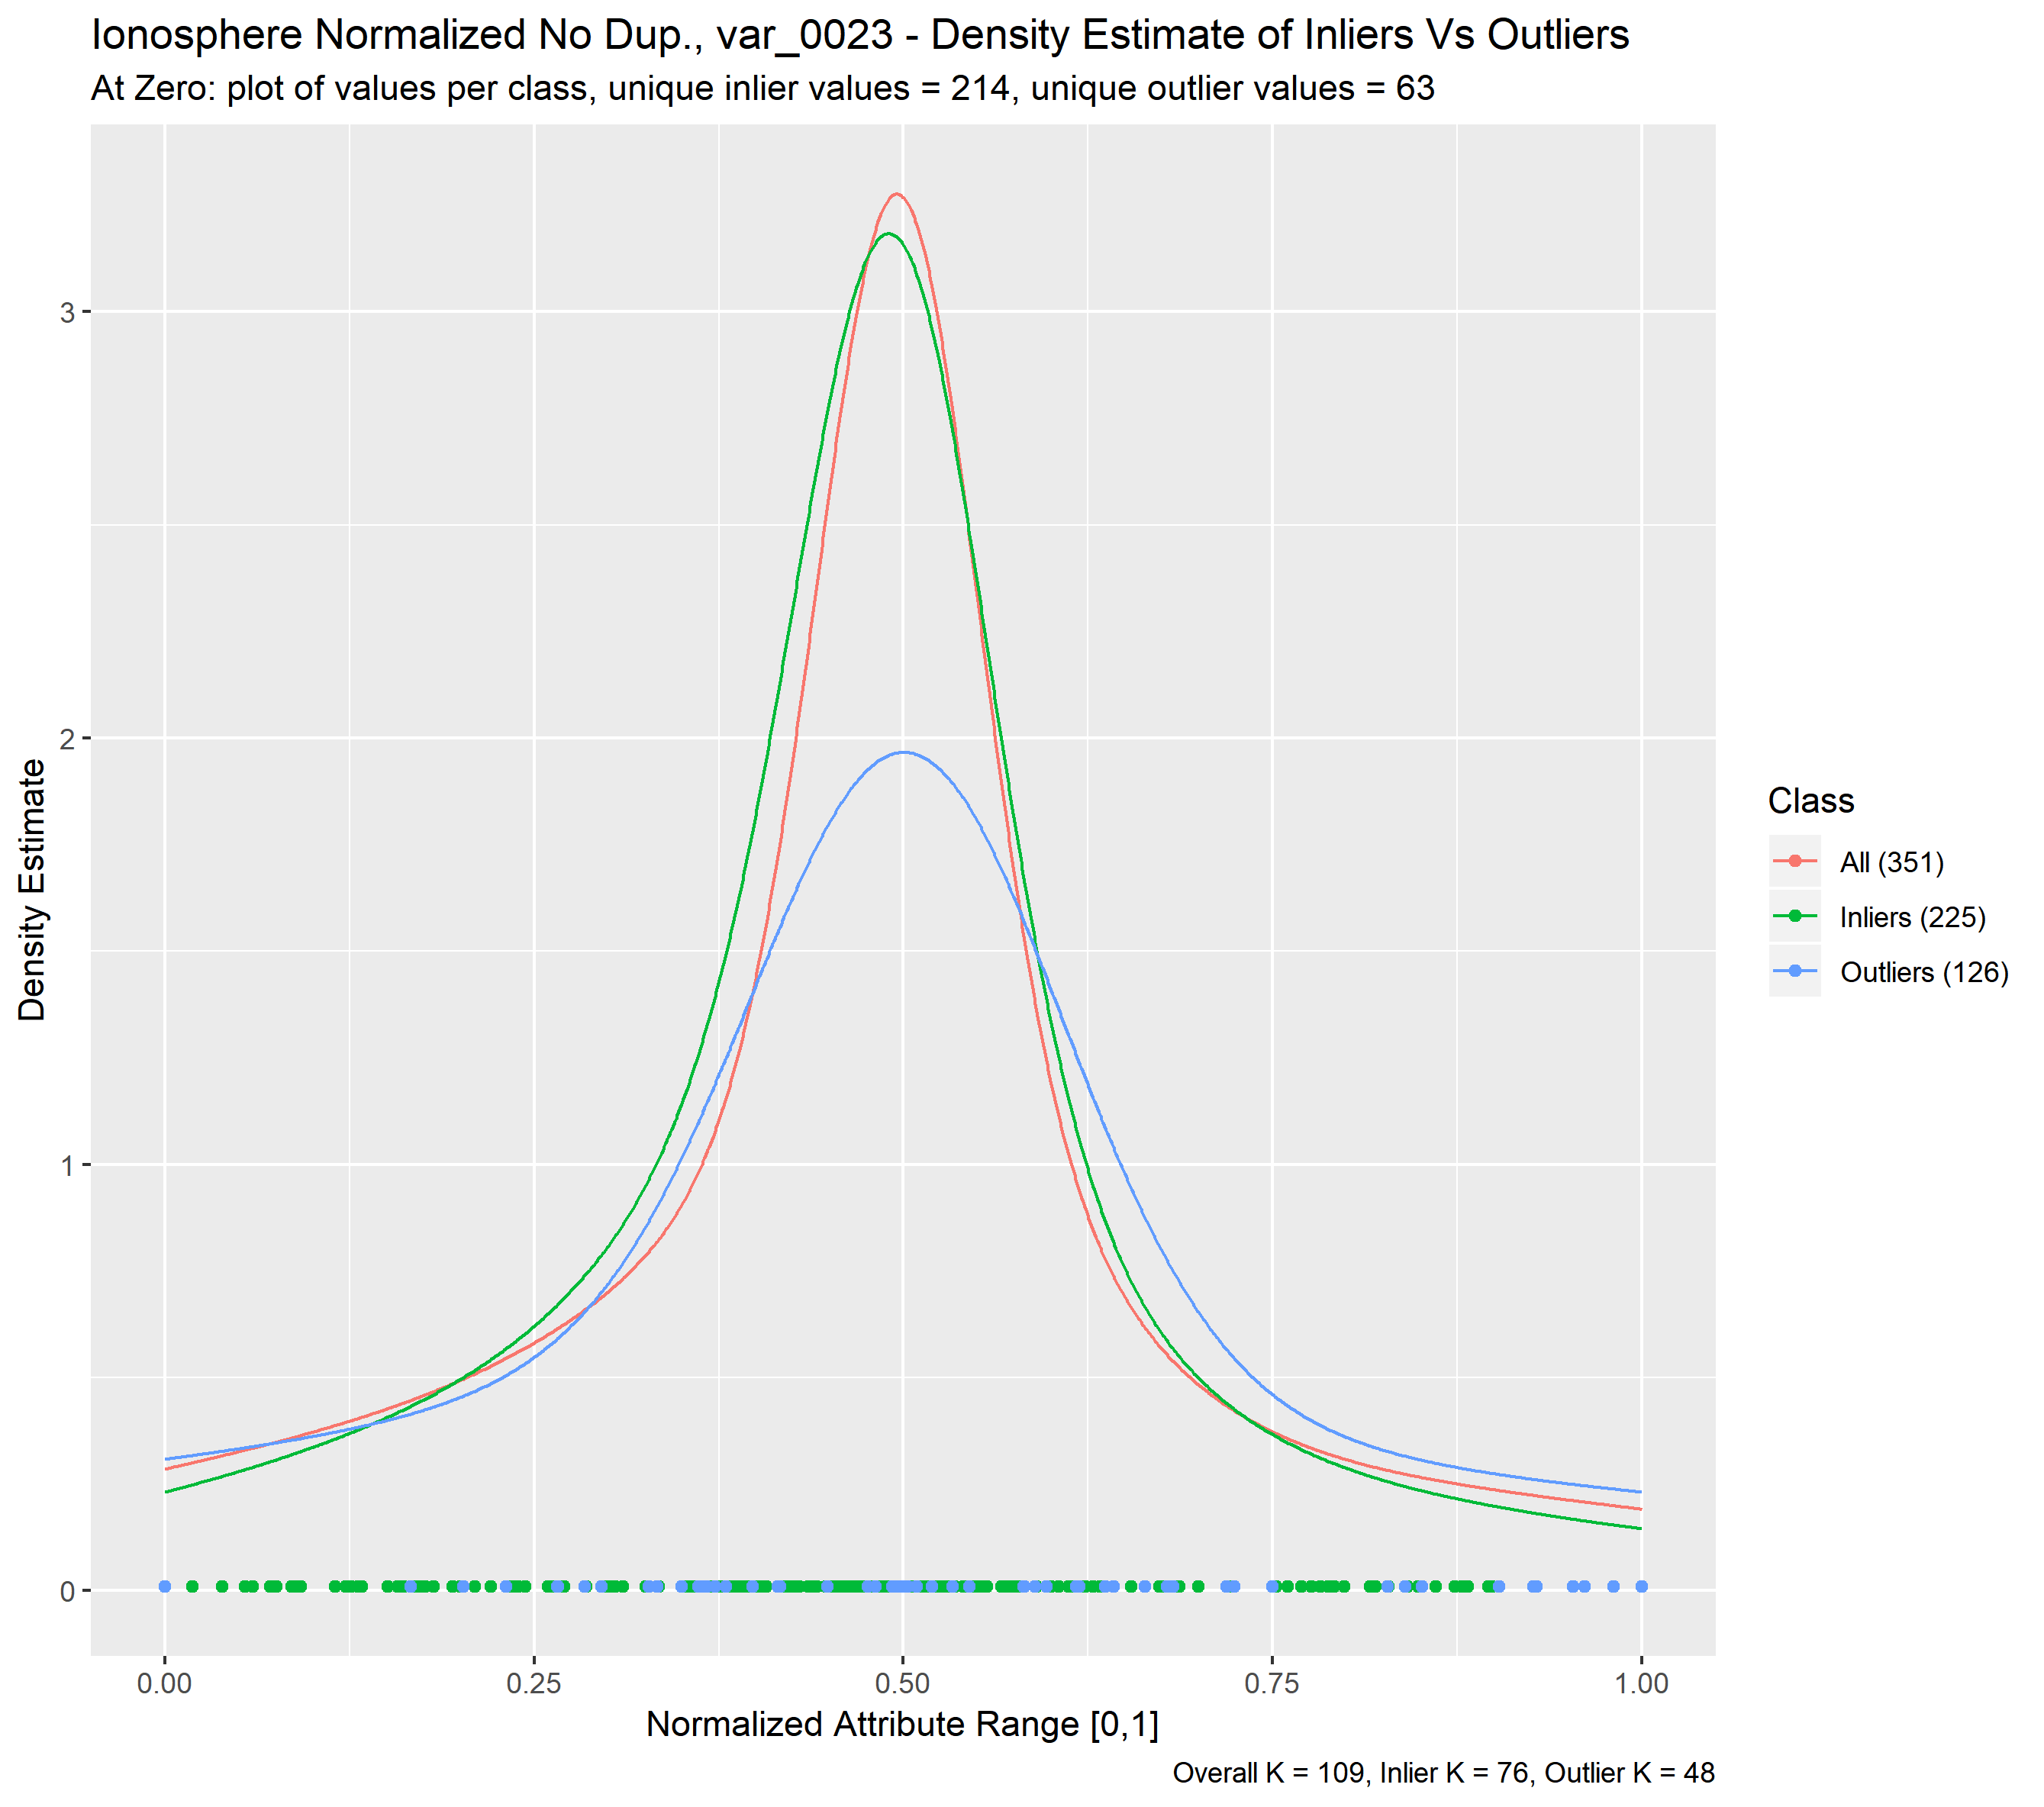 Ionosphere Normalized No Dup., var_0023 - Density Estimate of Inliers Vs Outliers
At Zero: plot of values per class, unique inlier values = 214, unique outlier values = 63
3
2
1
0
Density Estimate
0.00
0.25
0.50
0.75
1.00
Normalized Attribute Range [0,1]
Overall K = 109, Inlier K = 76, Outlier K = 48
Class
All (351)
Inliers (225)
Outliers (126)